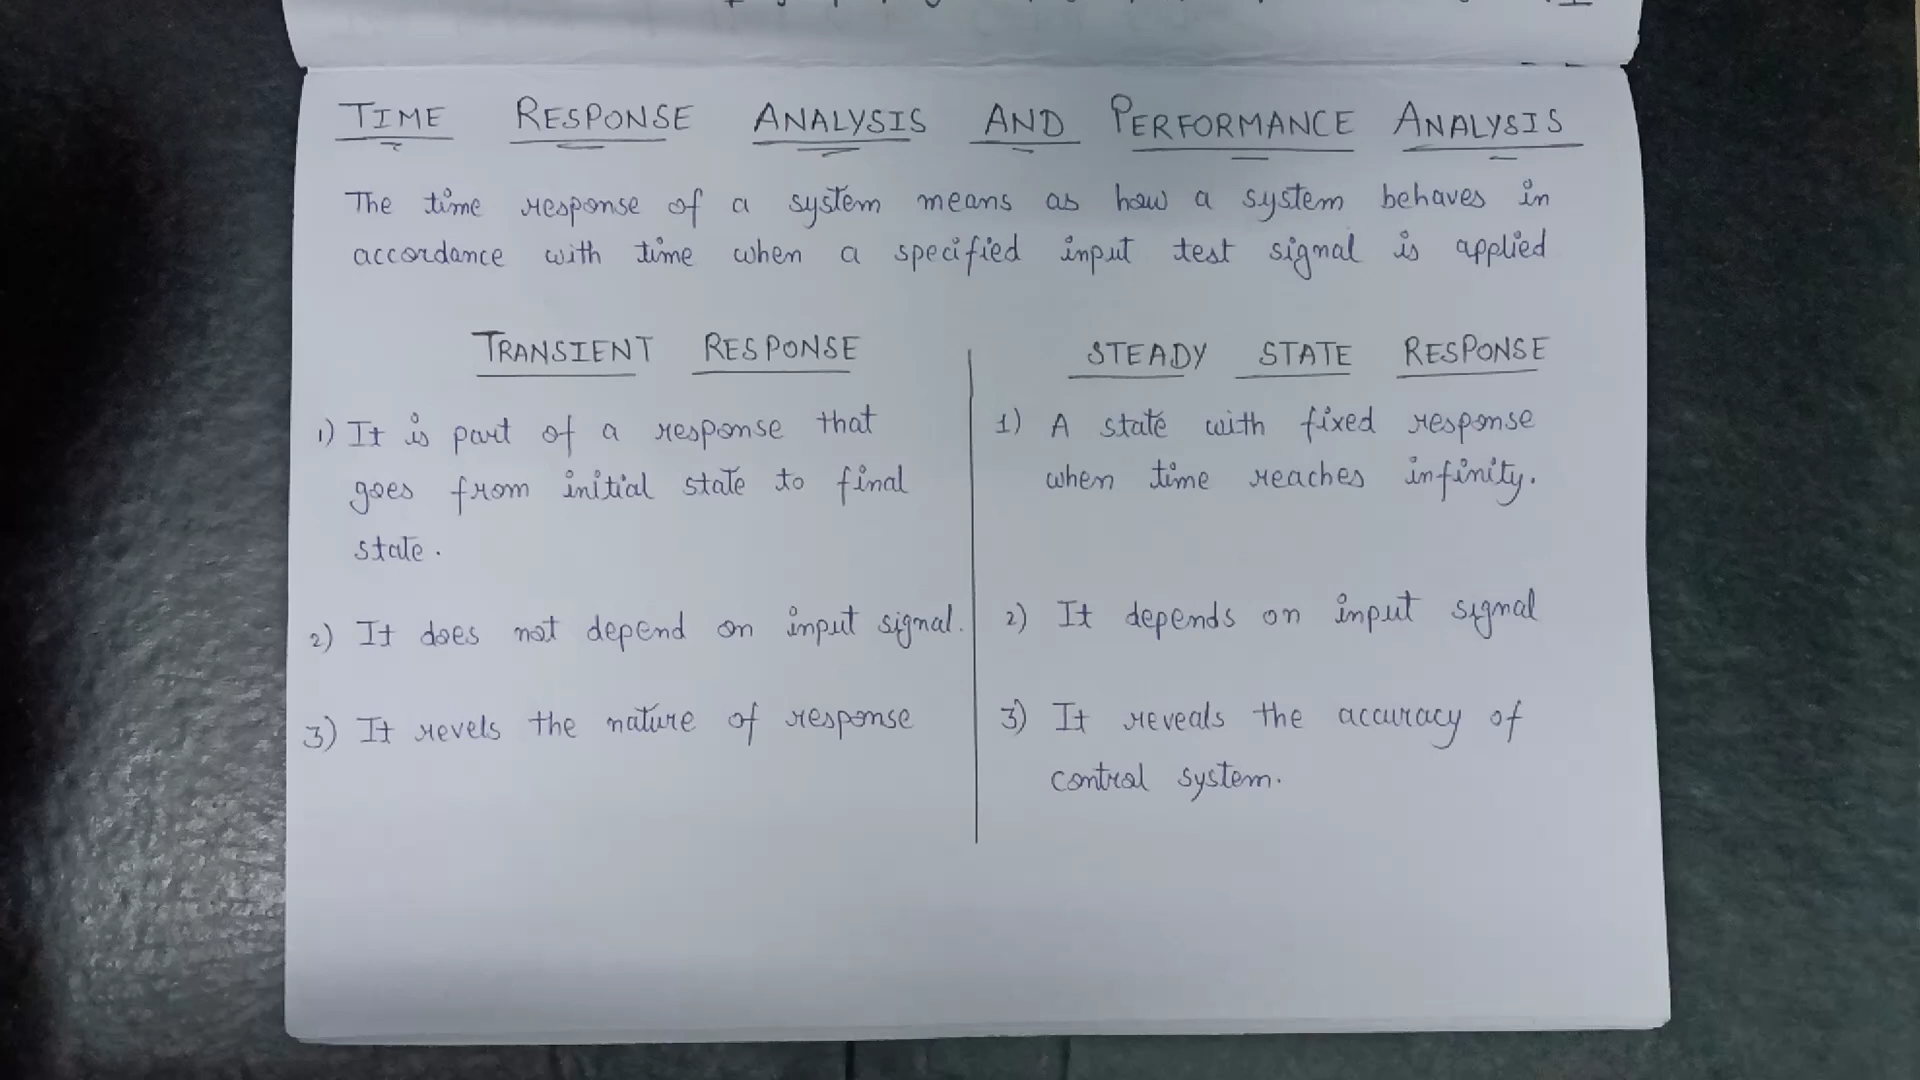 TIME RESPONSE ANALYSIS AND PERFORMANCE ANALYSIS
The time response of a system means as how a system behaves in
accordance with time when a specified input test signal is applied
TRANSIENT RESPONSE
1) It is part of a response that
goes from initial state to final
state.
2) It does not depend on input signal.
3) It revels the nature of response
STEADY STATE RESPONSE
1) A state with fixed response
when time reaches infinity.
2) It depends on input signal
3) It reveals the accuracy of
control system.